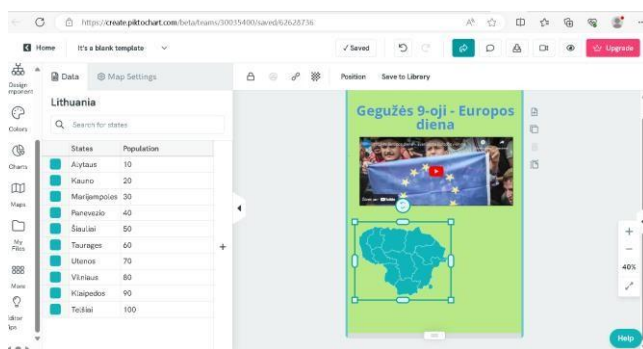 https://create.piktochart.com/beta/teams/30035400/saved/62628736
Home
It's a blank template
✓ Saved
Upgrade
Data
Map Settings
Position
Save to Library
Design
Colors
Charts
Maps
My
Files
More
Lithuania
Search for states
States Population
Alytaus 10
Kauno 20
Marijampoles 30
Panevezio 40
Šiauliai 50
Taurages 60
Utenos 70
Vilniaus 80
Klaipedos 90
Telšiai 100
Gegužės 9-oji - Europos
diena
40%
Help